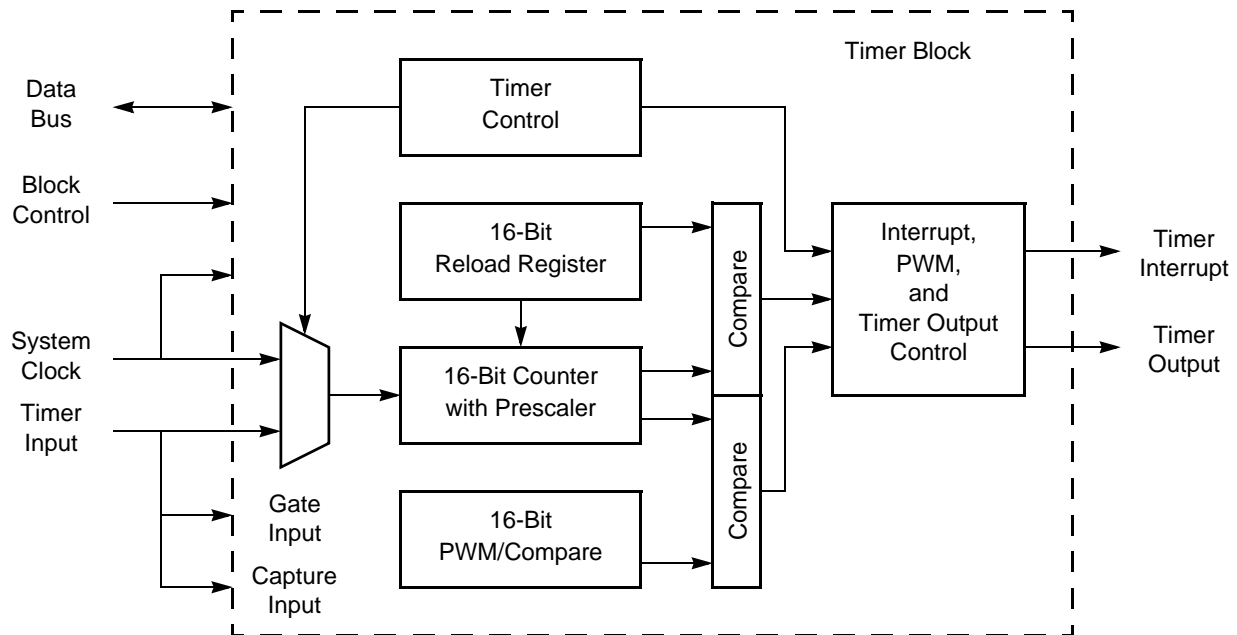 Timer Block
Data
Bus
Timer
Control
Block
Control
16-Bit
Reload Register
Compare
Interrupt,
PWM,
and
Timer Output
Control
Timer
Interrupt
System
Clock
16-Bit Counter
with Prescaler
Timer
Output
Timer
Input
Compare
Gate
Input
16-Bit
PWM/Compare
Capture
Input